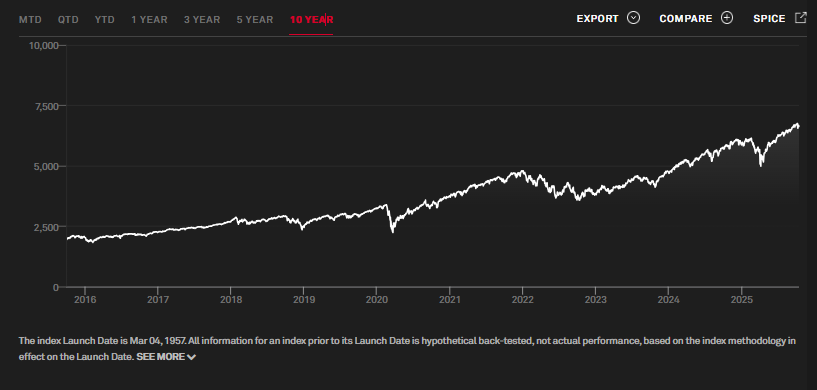 MTD QTD YTD 1 YEAR 3 YEAR 5 YEAR 10 YEAR EXPORT COMPARE SPICE
10,000
7,500
5,000
2,500
0
2016 2017 2018 2019 2020 2021 2022 2023 2024 2025
The index Launch Date is Mar 04, 1957. All information for an index prior to its Launch Date is hypothetical back-tested, not actual performance, based on the index methodology in
effect on the Launch Date. SEE MORE